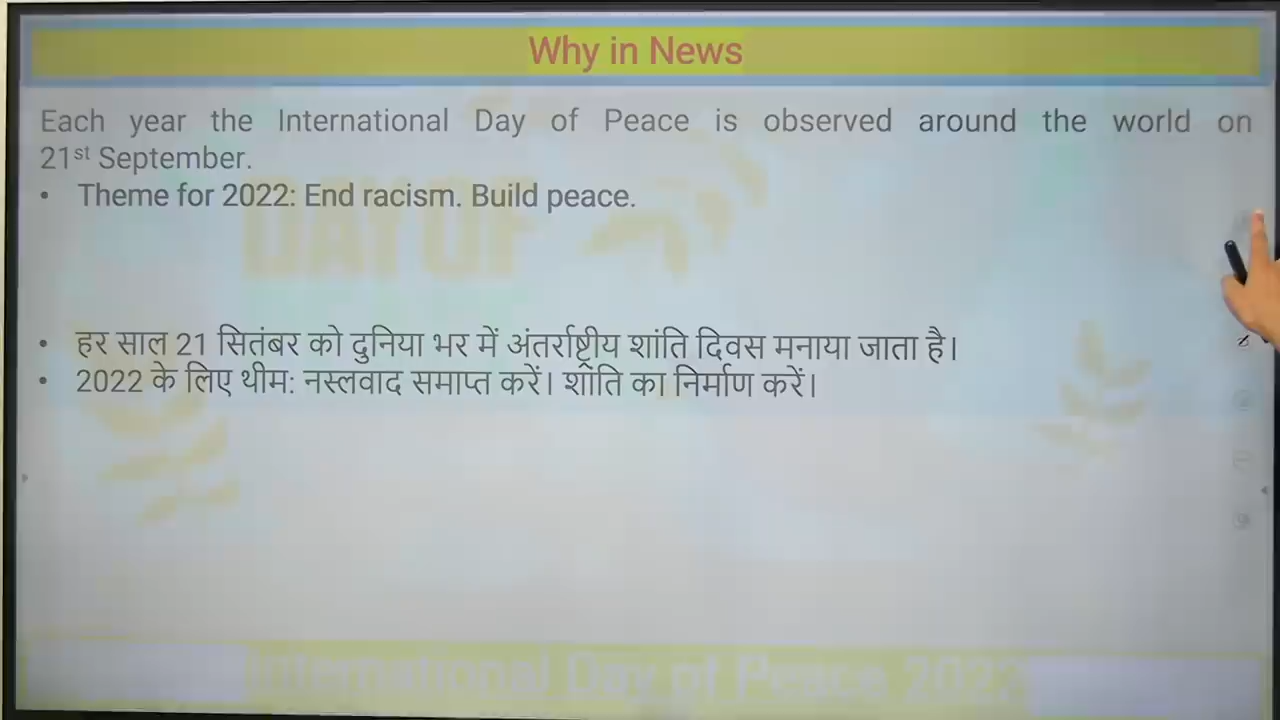 Why in News
Each year the International Day of Peace is observed around the world on
21st September.
• Theme for 2022: End racism. Build peace.
DAY OF
• हर साल 21 सितंबर को दुनिया भर में अंतर्राष्ट्रीय शांति दिवस मनाया जाता है।
• 2022 के लिए थीम: नस्लवाद समाप्त करें। शांति का निर्माण करें।
International Day of Peace 2022